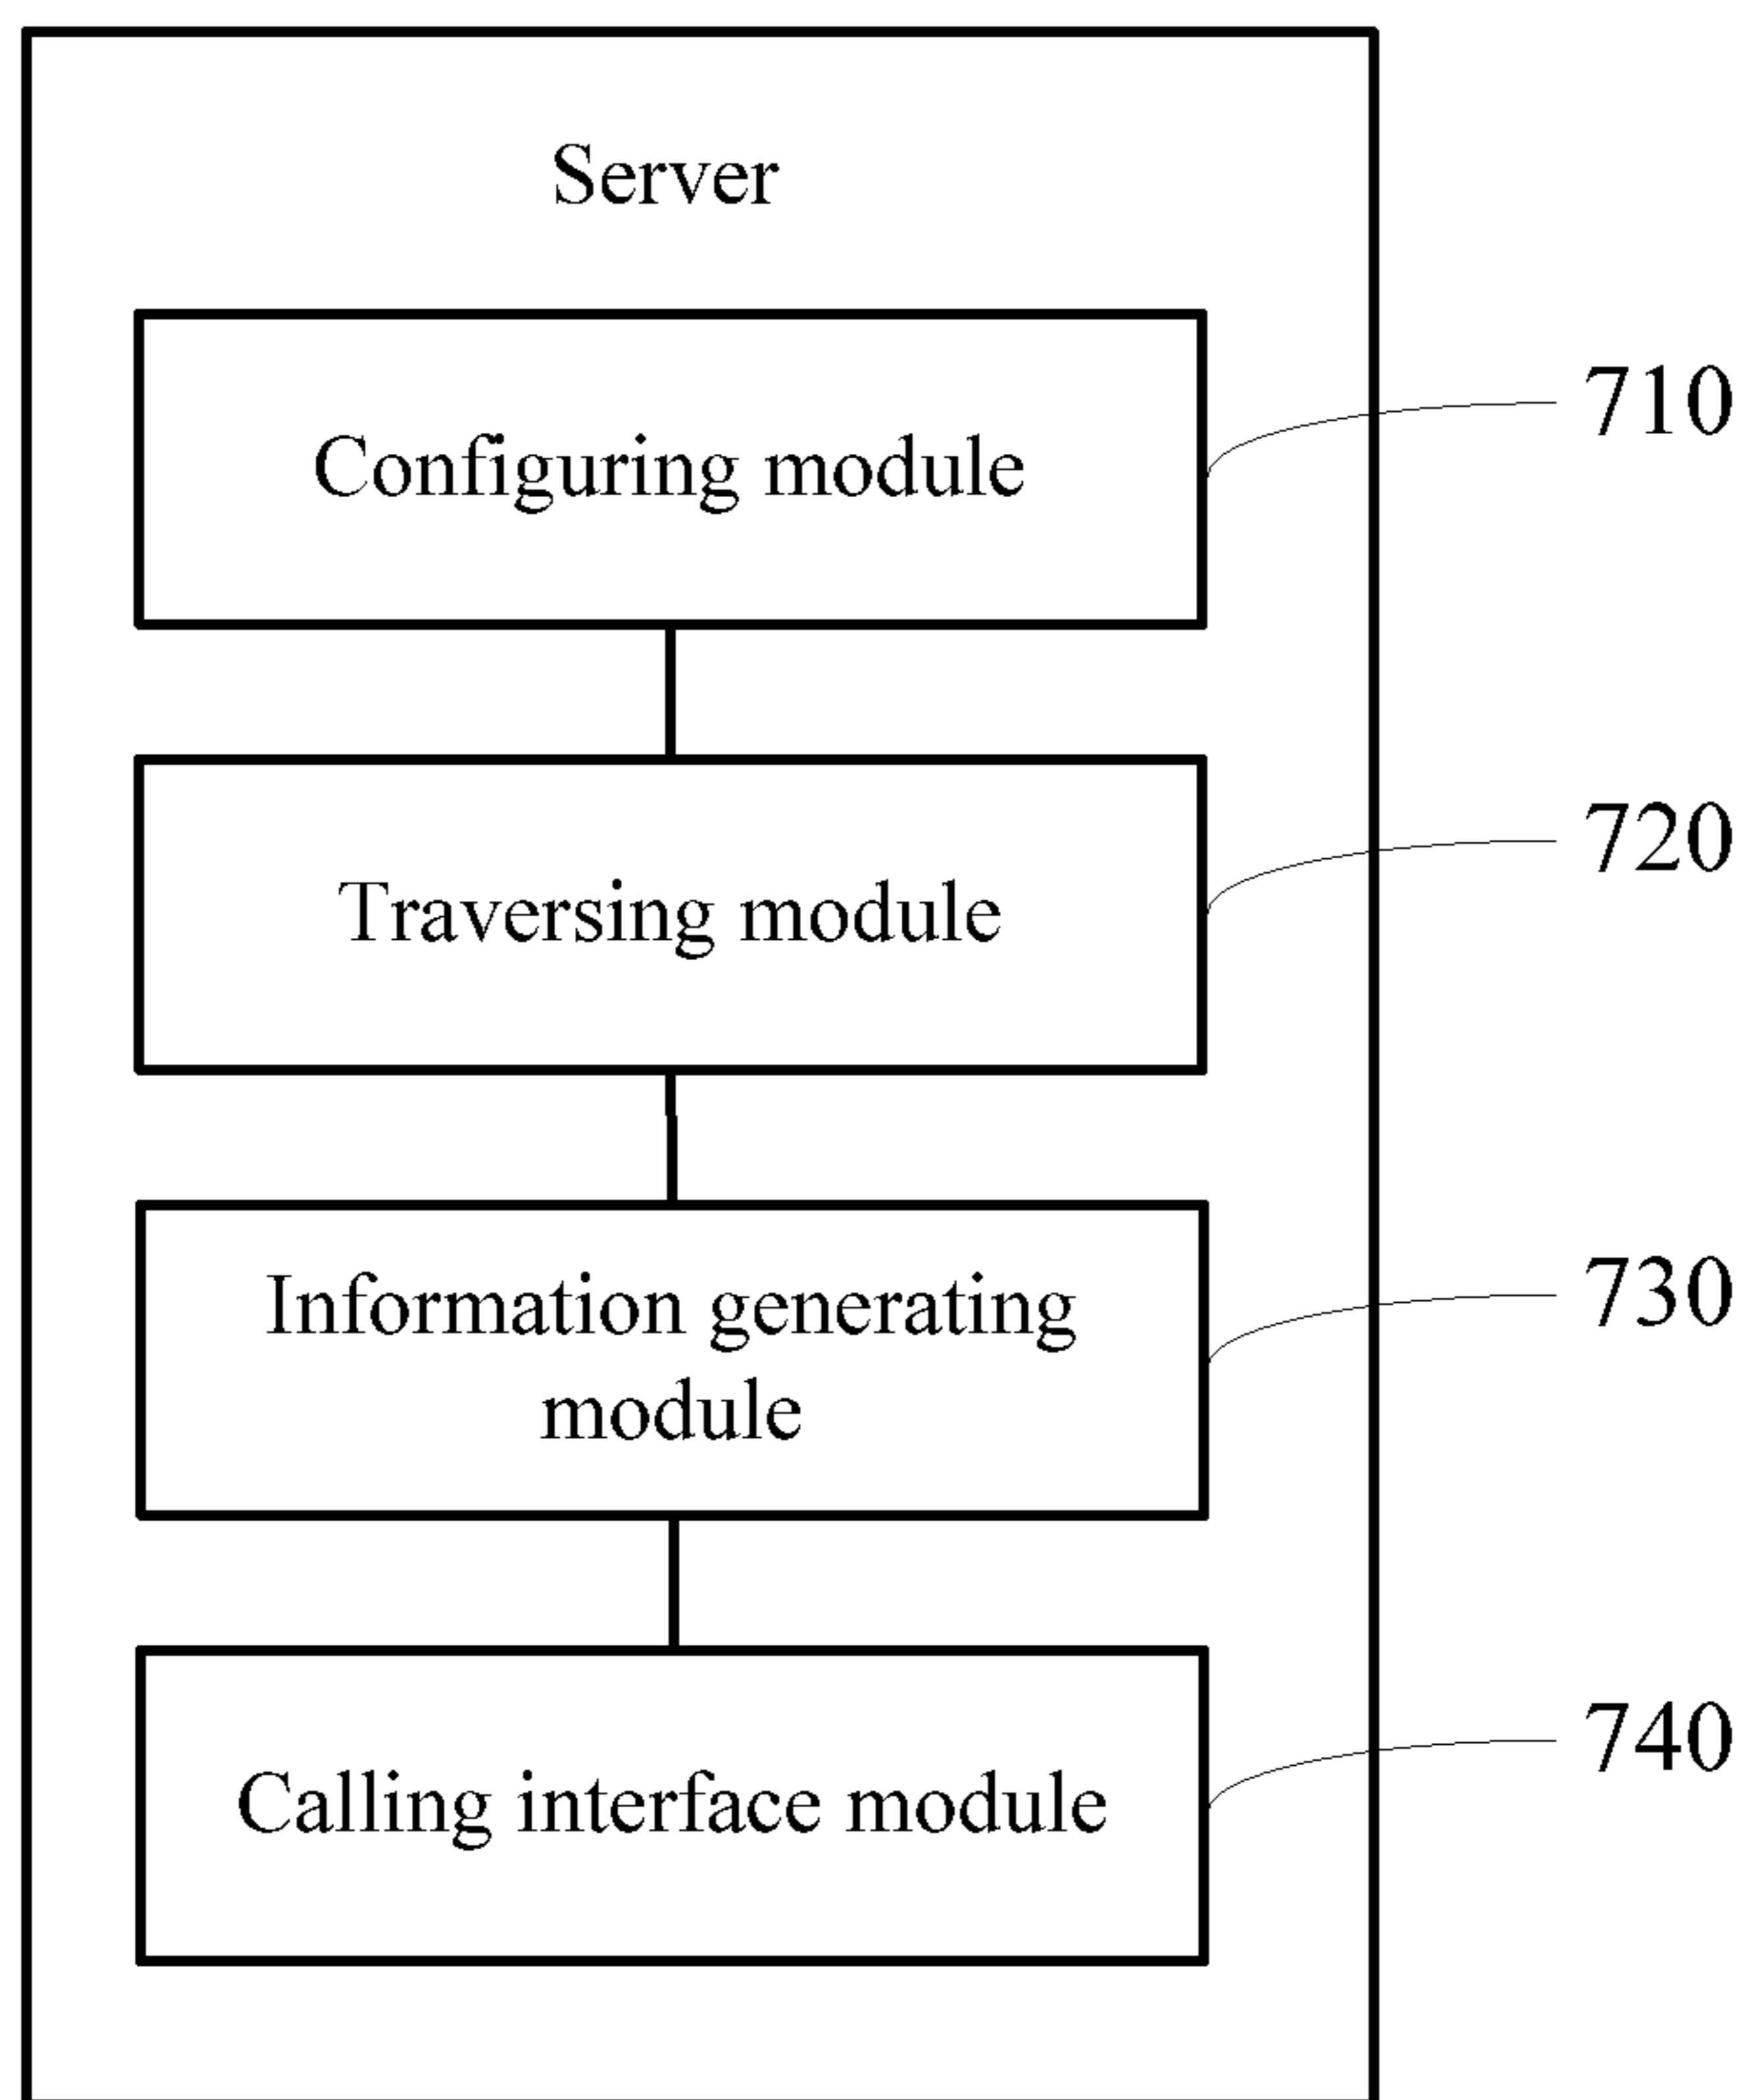 Server
Configuring module
710
Traversing module
720
Information generating
module
730
Calling interface module
740